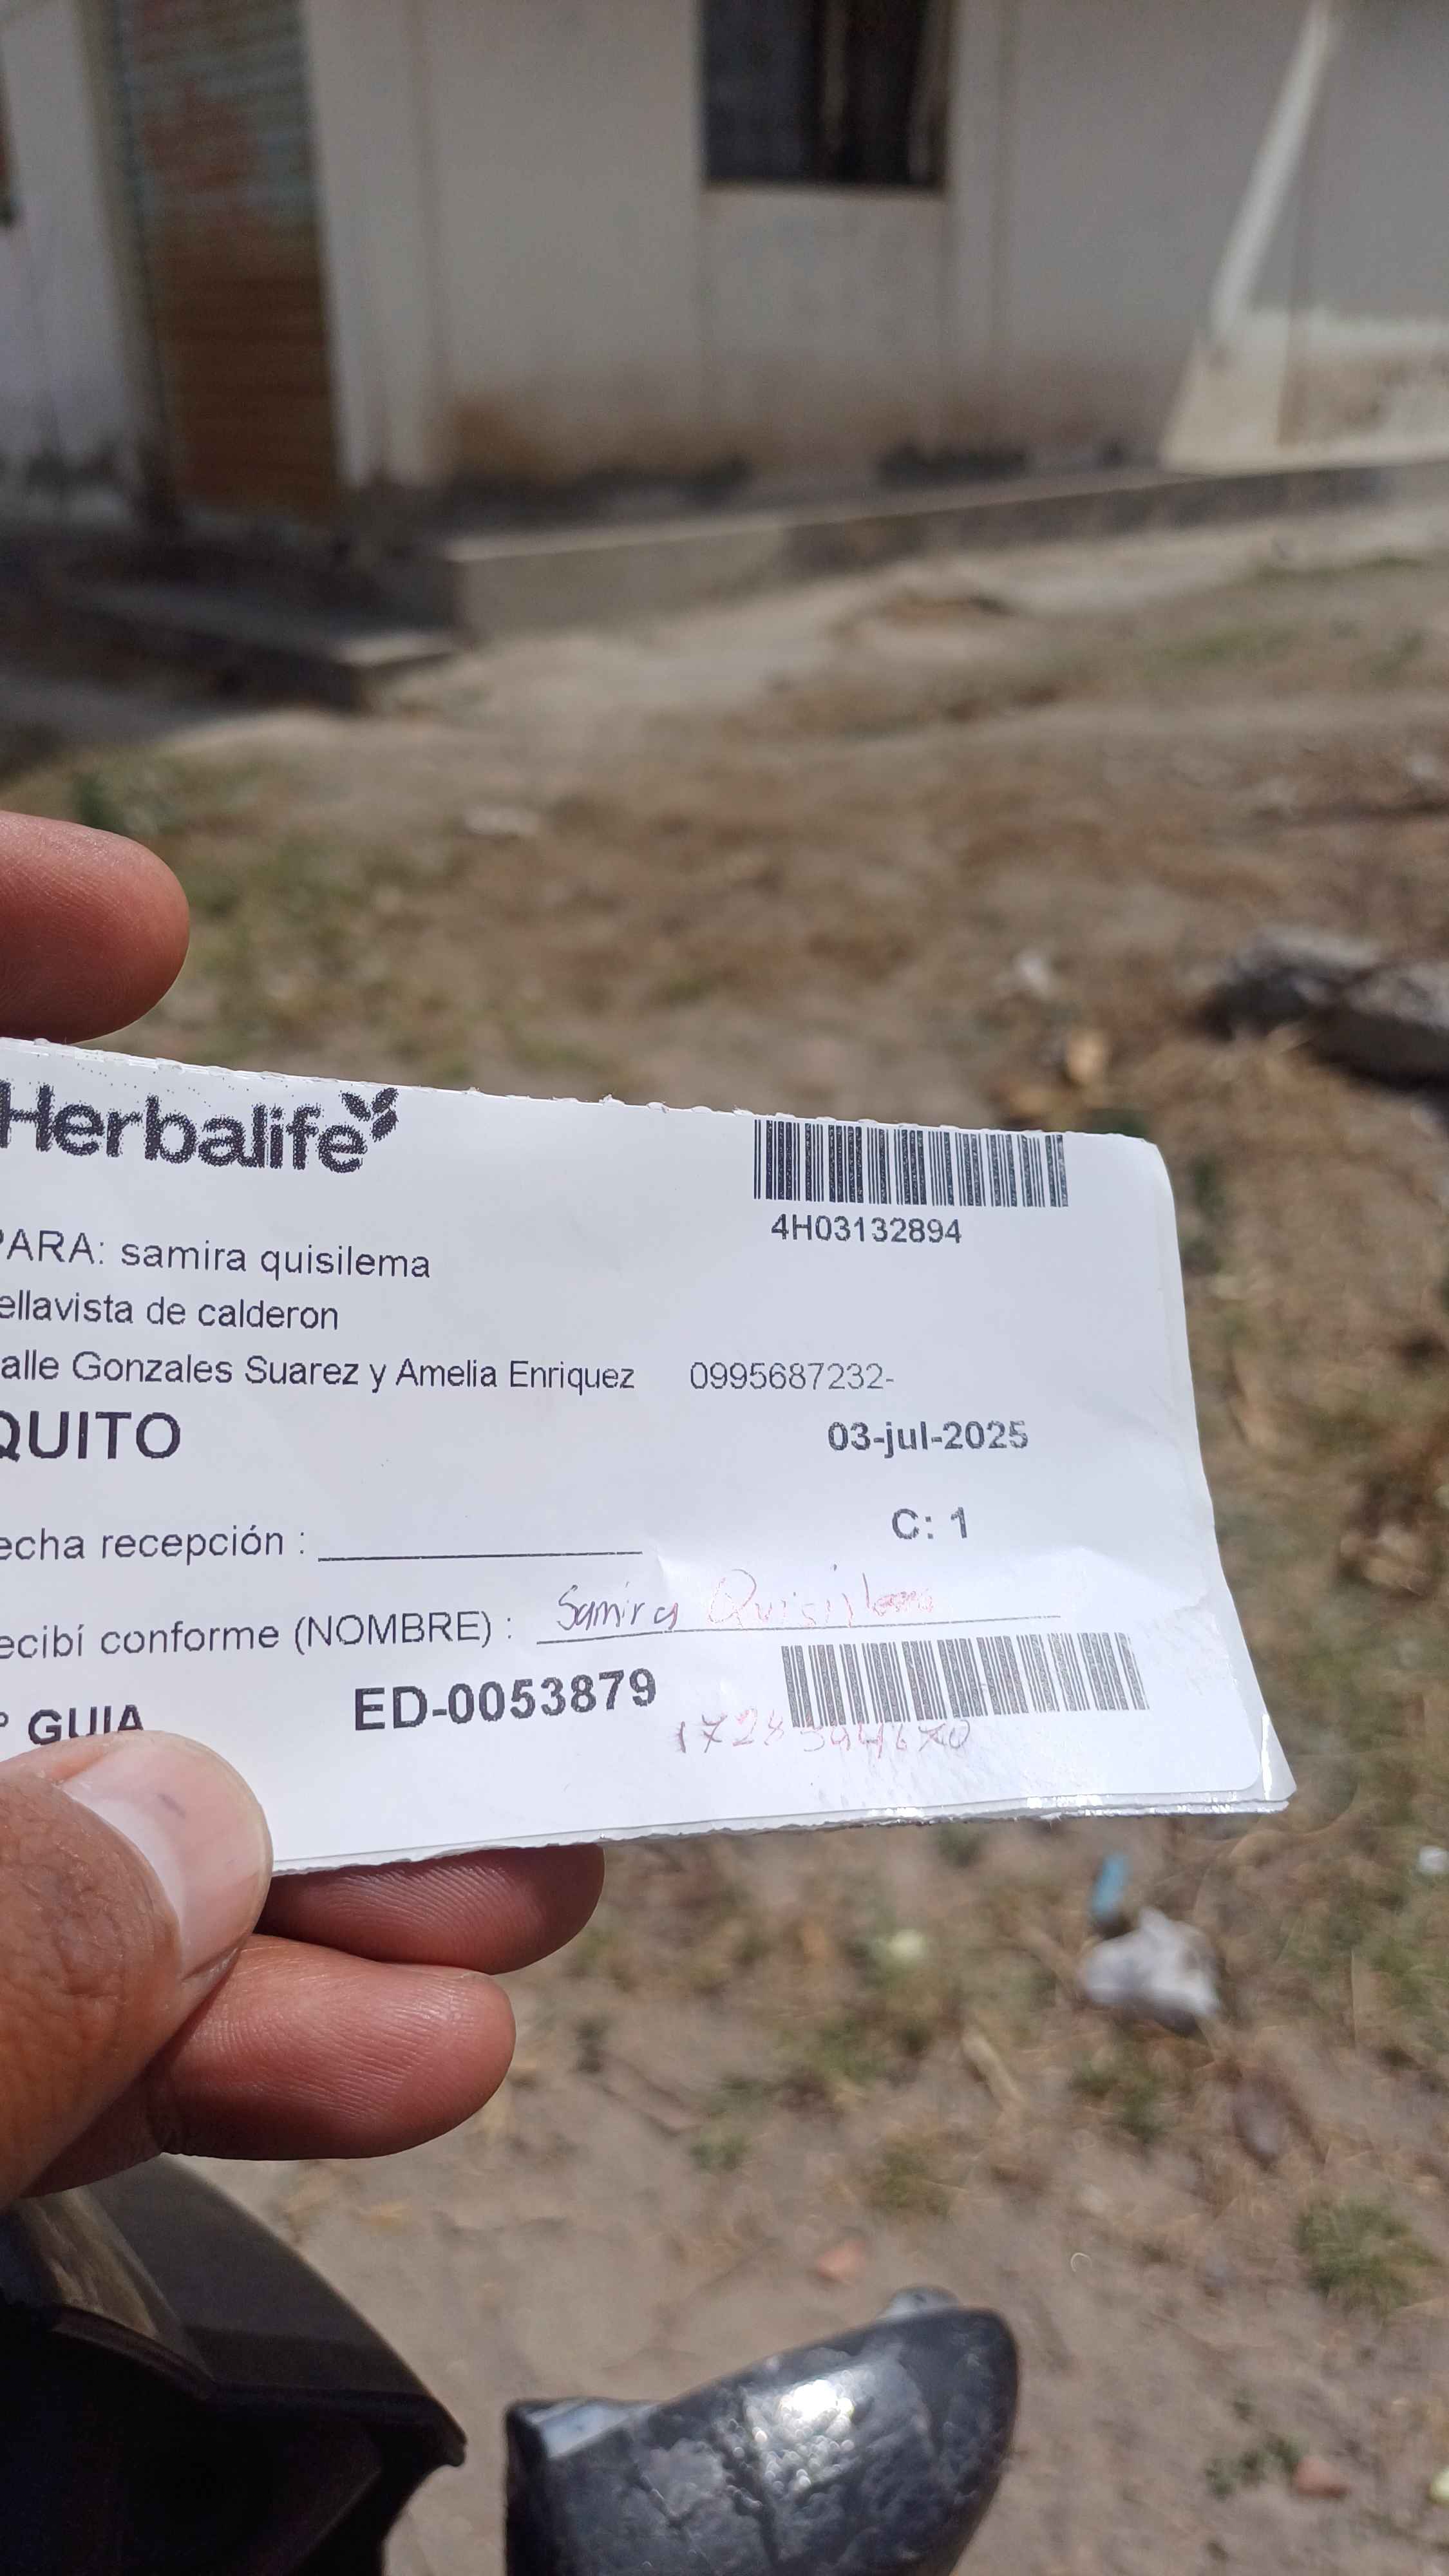 Herbalife
PARA: samira quisilema
ellavista de calderon
alle Gonzales Suarez y Amelia Enriquez 0995687232-
QUITO
4H03132894
03-jul-2025
echa recepción :
C: 1
ecibí conforme (NOMBRE) : Samira Quisilema
° GUIA ED-0053879